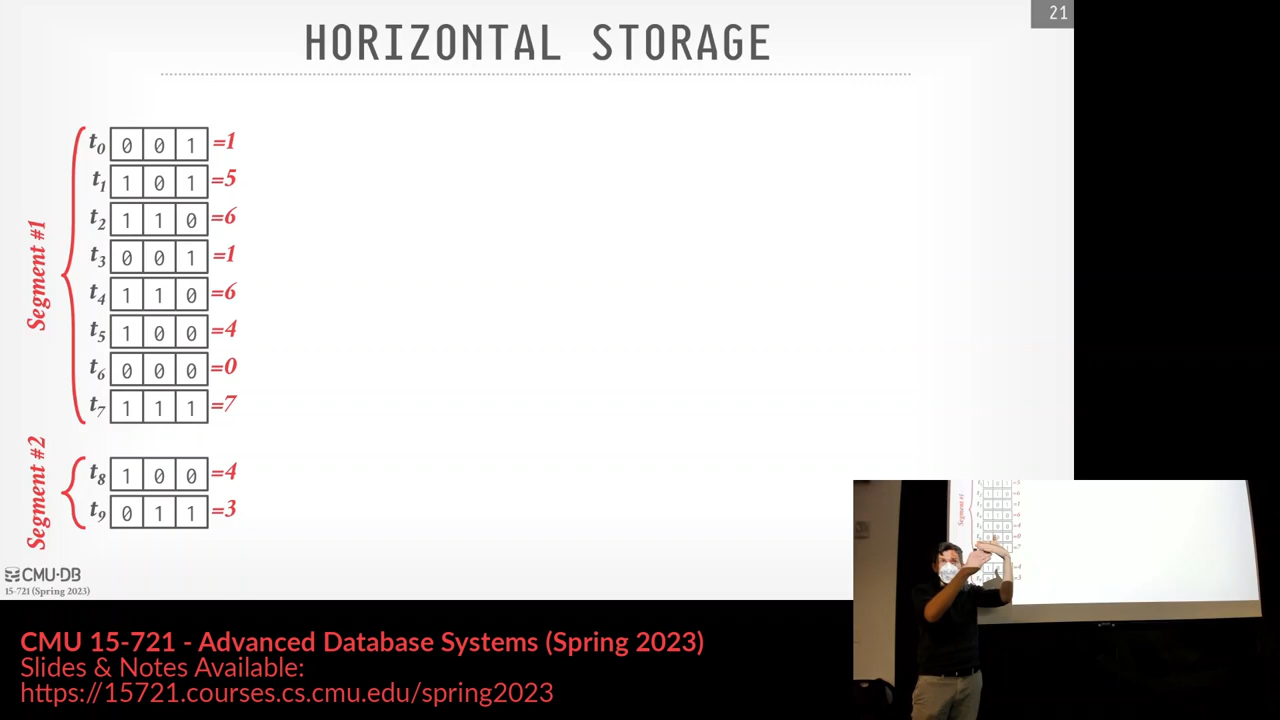 21
HORIZONTAL STORAGE
Segment #1
t0 0 0 1 =1
t1 1 0 1 =5
t2 1 1 0 =6
t3 0 0 1 =1
t4 1 1 0 =6
t5 1 0 0 =4
t6 0 0 0 =0
t7 1 1 1 =7
Segment #2
t8 1 0 0 =4
t9 0 1 1 =3
CMU·DB
15-721 (Spring 2023)
CMU 15-721 - Advanced Database Systems (Spring 2023)
Slides & Notes Available:
https://15721.courses.cs.cmu.edu/spring2023